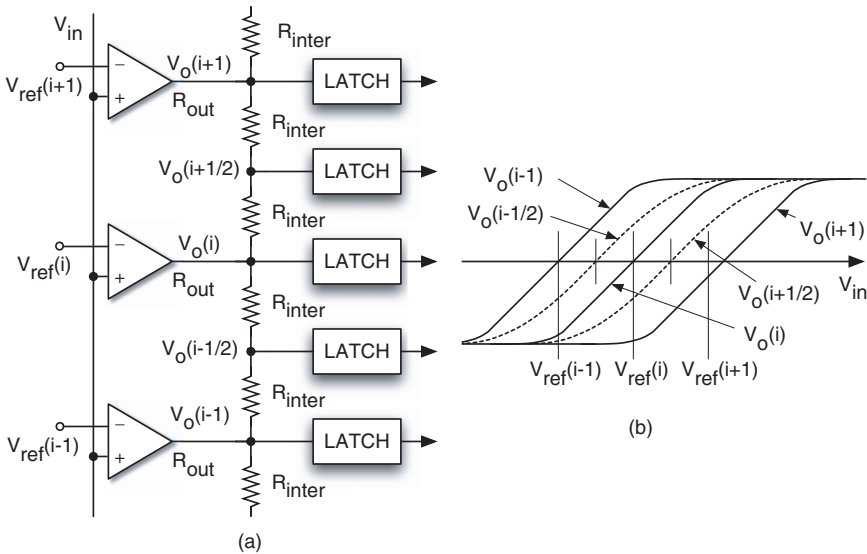 V_in
R_inter
V_o(i+1)
LATCH
V_ref(i+1)
−
+
R_out
R_inter
V_o(i+1/2)
LATCH
R_inter
V_o(i)
LATCH
V_ref(i)
−
+
R_out
R_inter
V_o(i-1/2)
LATCH
R_inter
V_o(i-1)
LATCH
V_ref(i-1)
−
+
R_out
R_inter
(a)
V_o(i-1)
V_o(i-1/2)
V_o(i+1)
V_in
V_o(i+1/2)
V_o(i)
V_ref(i-1)
V_ref(i)
V_ref(i+1)
(b)